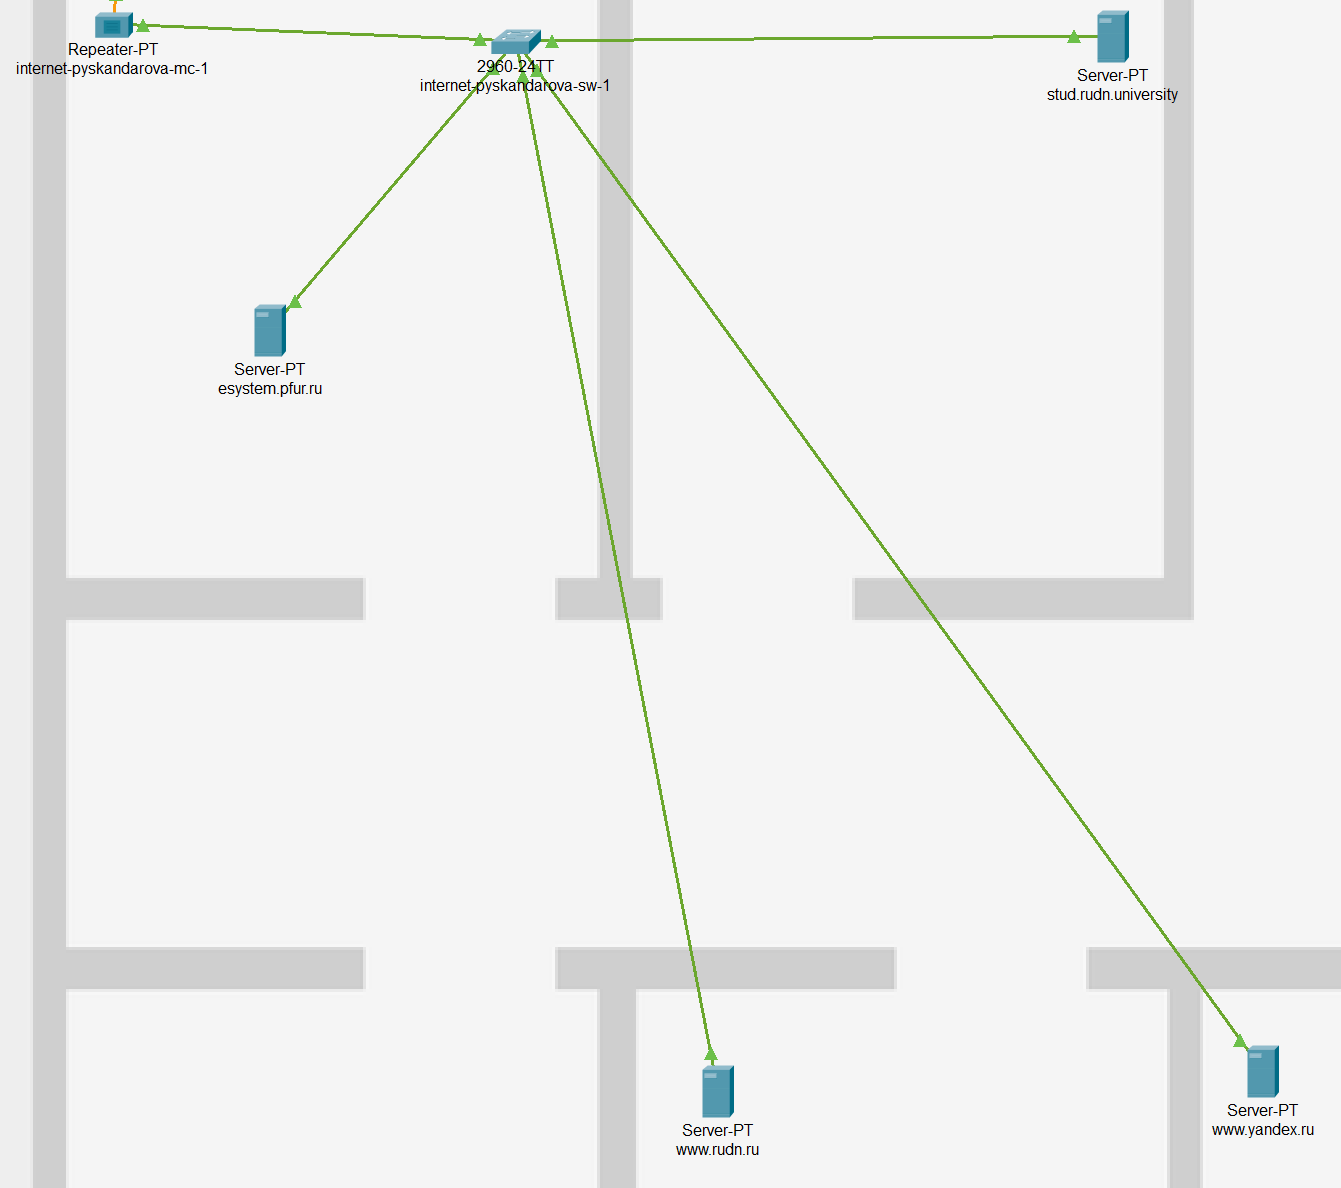 Repeater-PT
internet-pyskandarova-mc-1
2960-24TT
internet-pyskandarova-sw-1
Server-PT
stud.rudn.university
Server-PT
esystem.pfur.ru
Server-PT
www.rudn.ru
Server-PT
www.yandex.ru